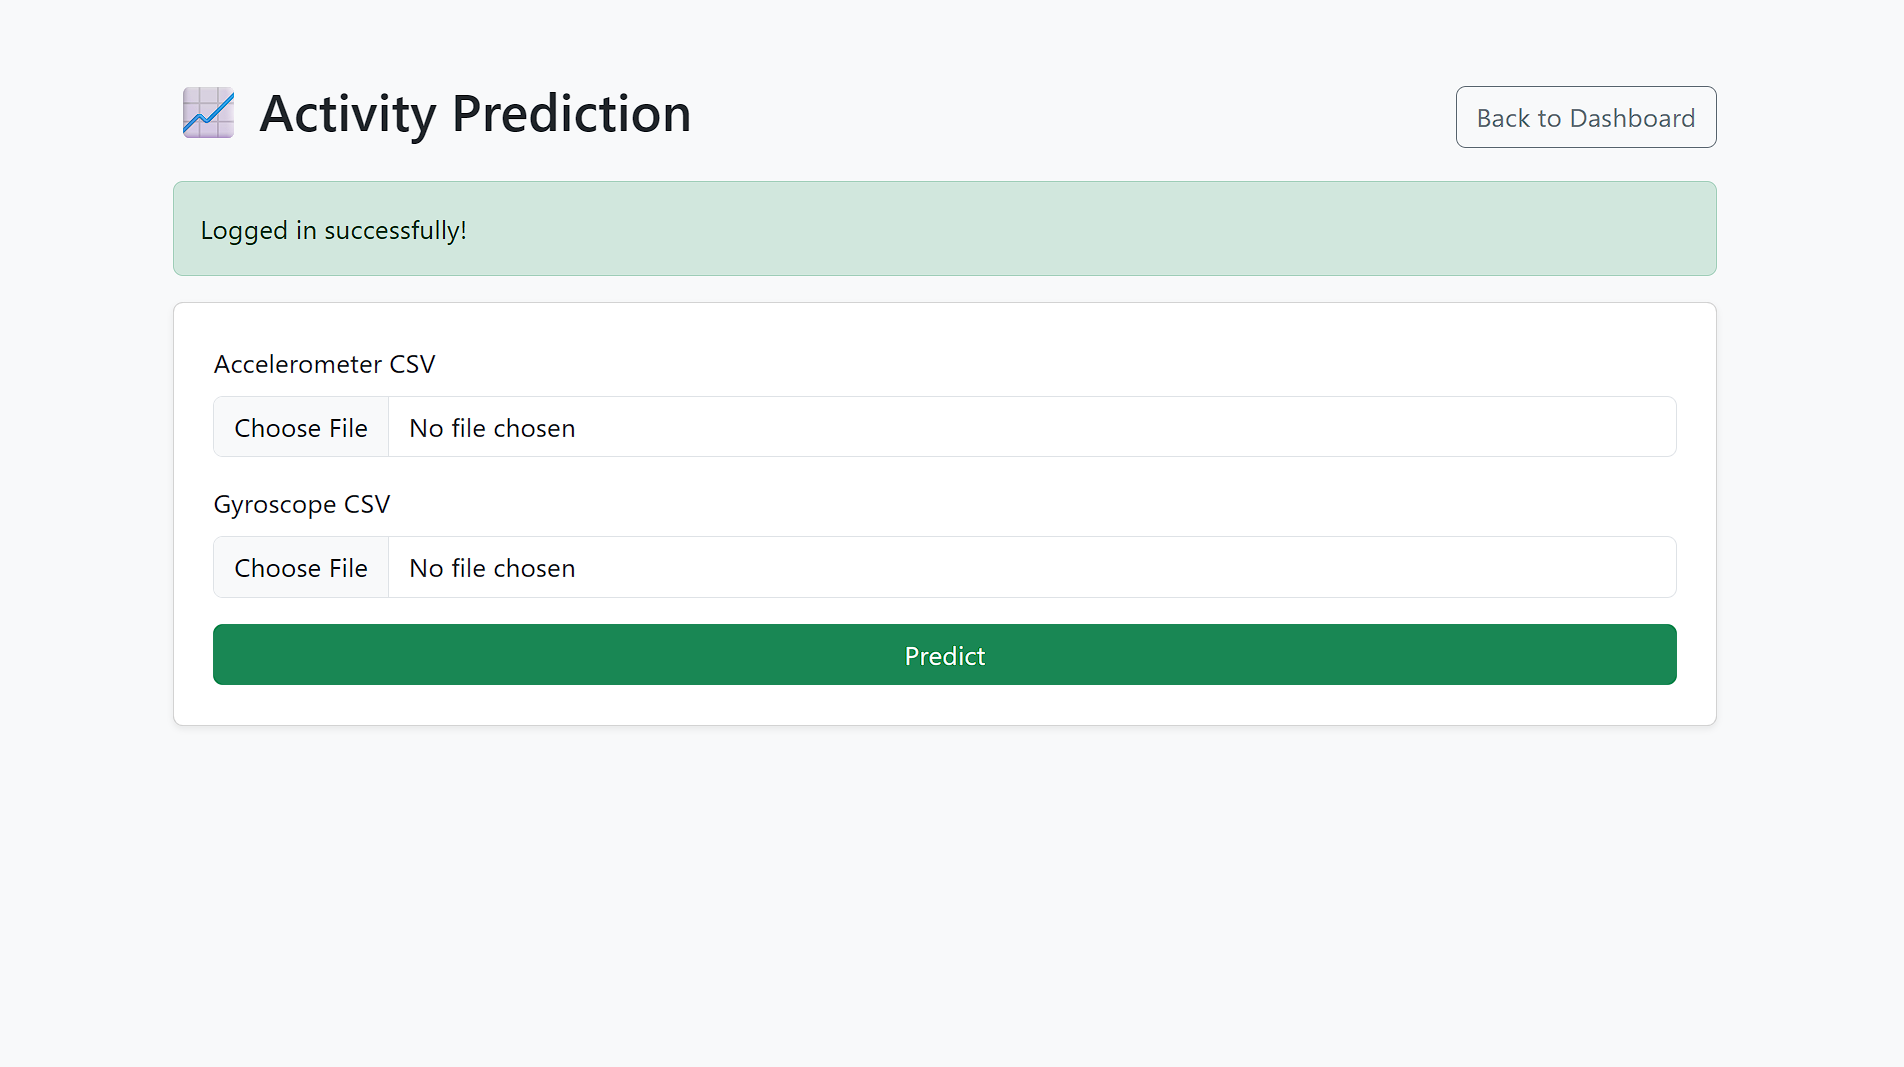 Activity Prediction
Back to Dashboard
Logged in successfully!
Accelerometer CSV
Choose File No file chosen
Gyroscope CSV
Choose File No file chosen
Predict